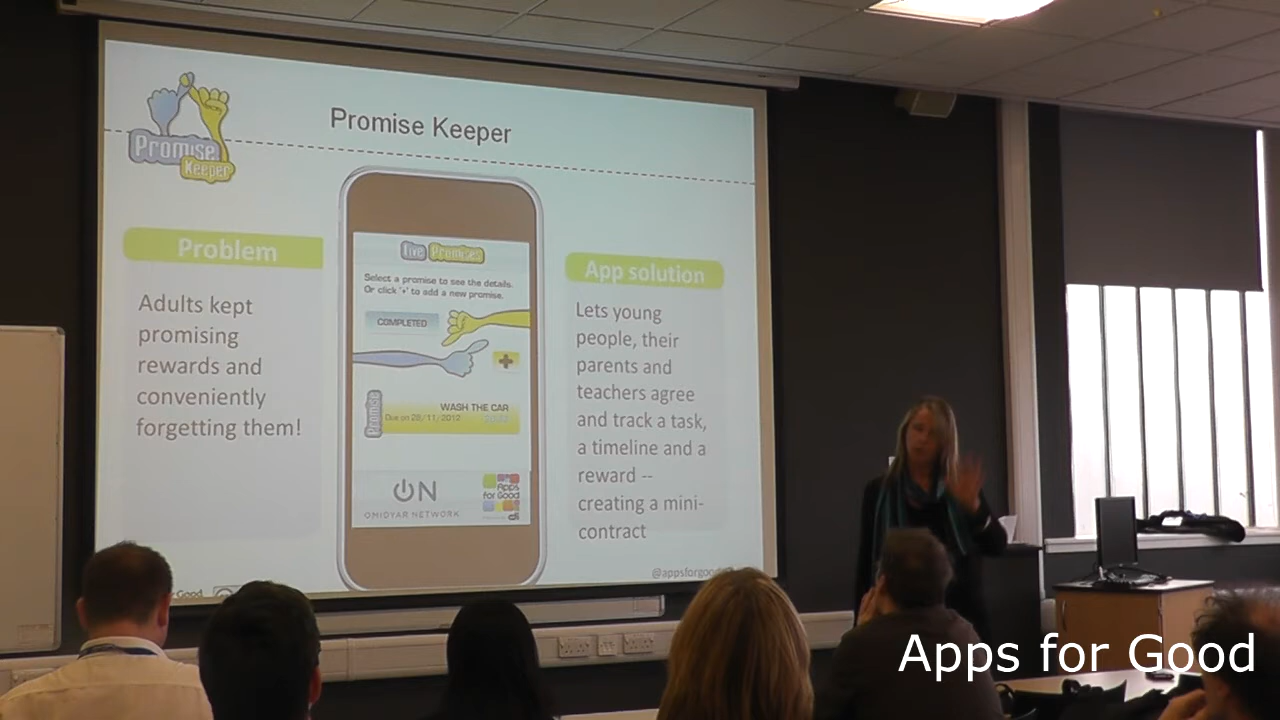 Promise Keeper
Promise
Keeper
Problem
Adults kept
promising
rewards and
conveniently
forgetting them!
Live Promises
Select a promise to see the details.
Or click '+' to add a new promise.
COMPLETED
Promise
WASH THE CAR
Due on 28/11/2012
ON
OMIDYAR NETWORK
Apps
for Good
App solution
Lets young
people, their
parents and
teachers agree
and track a task,
a timeline and a
reward --
creating a mini-
contract
@appsforgood
Good
Apps for Good